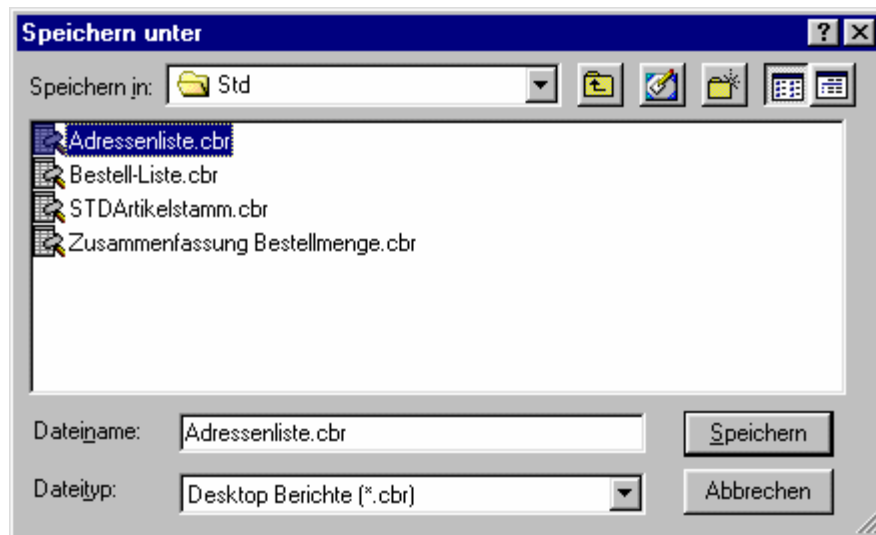 Speichern unter
Speichern in: Std
Adressenliste.cbr
Bestell-Liste.cbr
STDArtikelstamm.cbr
Zusammenfassung Bestellmenge.cbr
Dateiname: Adressenliste.cbr Speichern
Dateityp: Desktop Berichte (*.cbr) Abbrechen